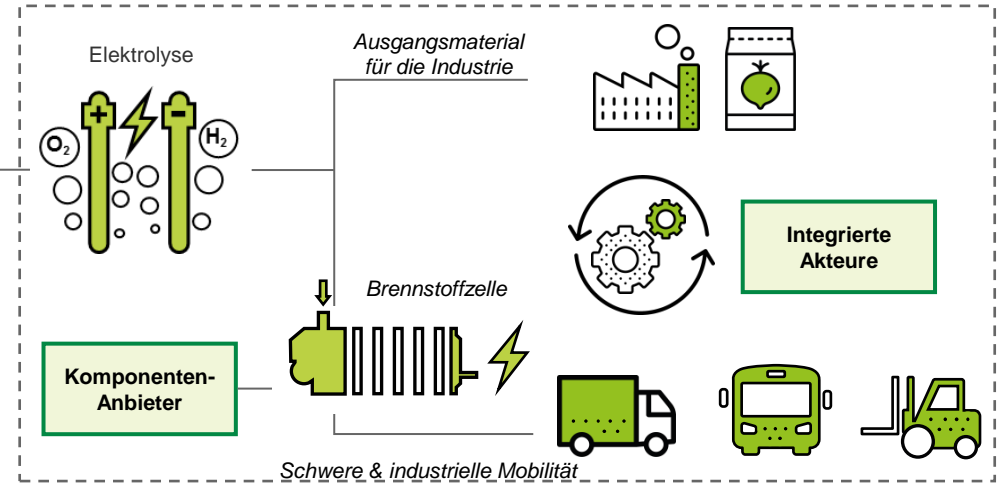 Elektrolyse
+
-
O₂
H₂
Ausgangsmaterial
für die Industrie
Integrierte
Akteure
Brennstoffzelle
Komponenten-
Anbieter
Schwere & industrielle Mobilität